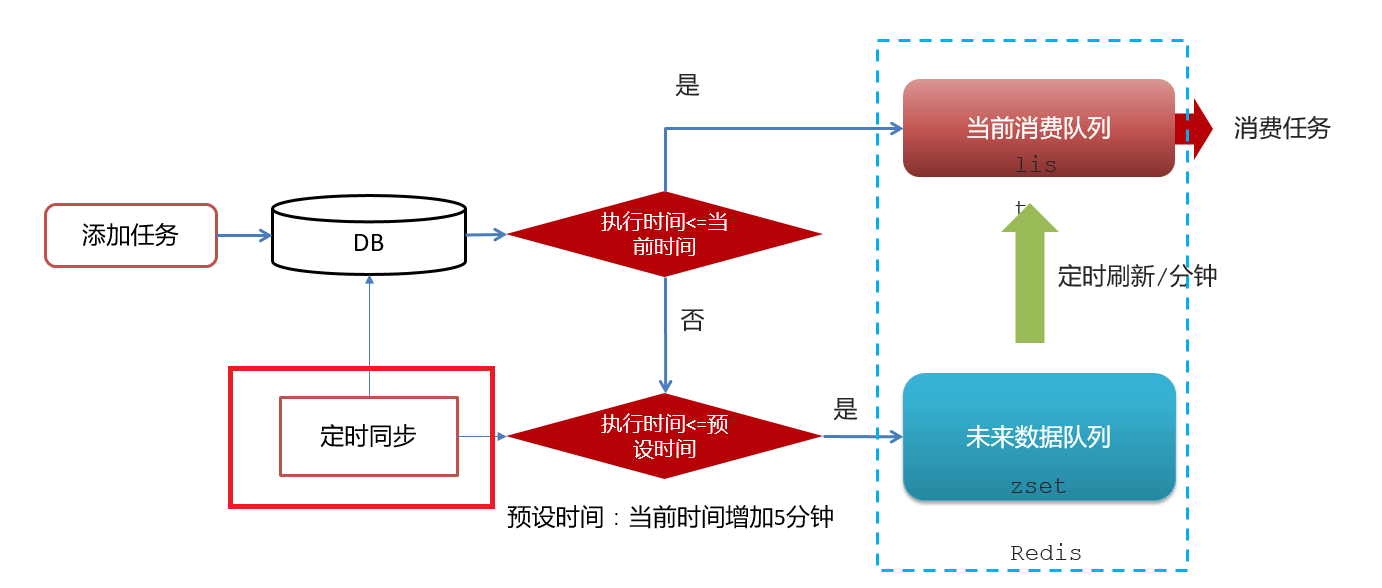 是
当前消费队列
lis
t
消费任务
添加任务
DB
执行时间<=当
前时间
定时刷新/分钟
否
定时同步
执行时间<=预
设时间
是
未来数据队列
zset
预设时间：当前时间增加5分钟
Redis